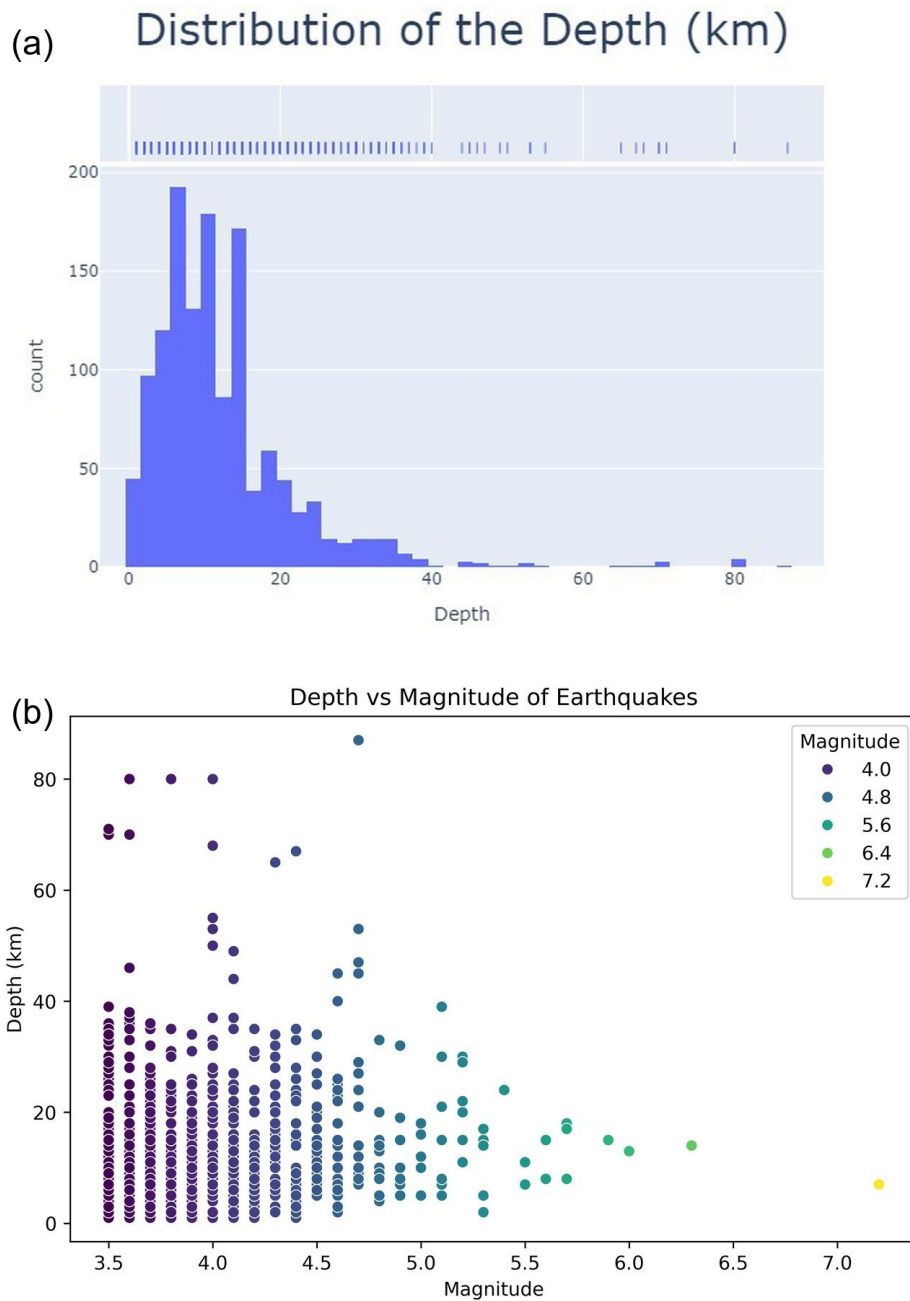 (a)
Distribution of the Depth (km)
200
150
100
50
0
count
0 20 40 60 80
Depth
(b)
Depth vs Magnitude of Earthquakes
Magnitude
4.0
4.8
5.6
6.4
7.2
80
60
40
20
0
Depth (km)
3.5 4.0 4.5 5.0 5.5 6.0 6.5 7.0
Magnitude